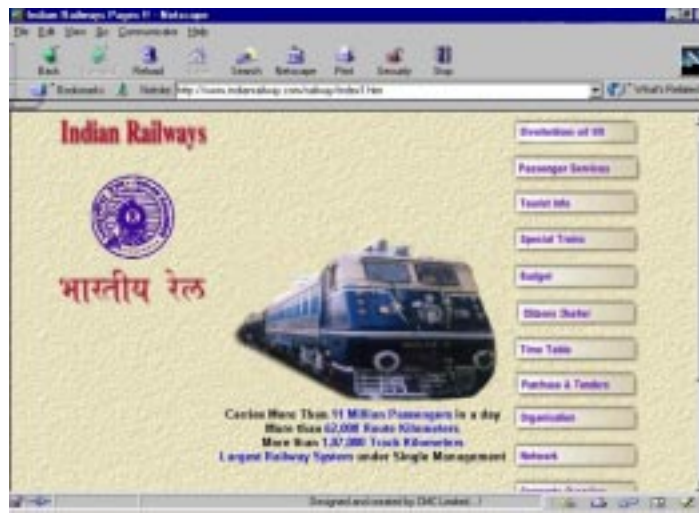 Indian Railways Pages !! - Netscape
File Edit View Go Communicator Help
Back Reload Search Netscape Print Security Stop
Bookmarks What's Related
Indian Railways
भारतीय रेल
Carries More Than 11 Million Passengers in a day
More than 62,000 Route Kilometers
More than 1,07,000 Track Kilometers
Largest Railway System under Single Management
Evolution of IR
Passenger Services
Tourist Info
Special Trains
Budget
Citizens Charter
Time Table
Purchase & Tenders
Organisation
Network
Designed and created by CMC Limited...!